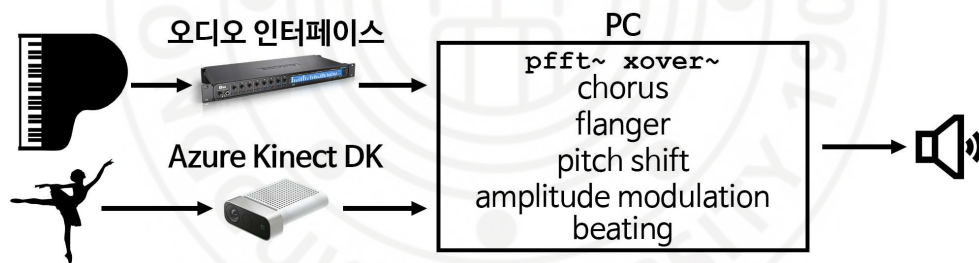 오디오 인터페이스
Azure Kinect DK
PC
pfft~ xover~
chorus
flanger
pitch shift
amplitude modulation
beating